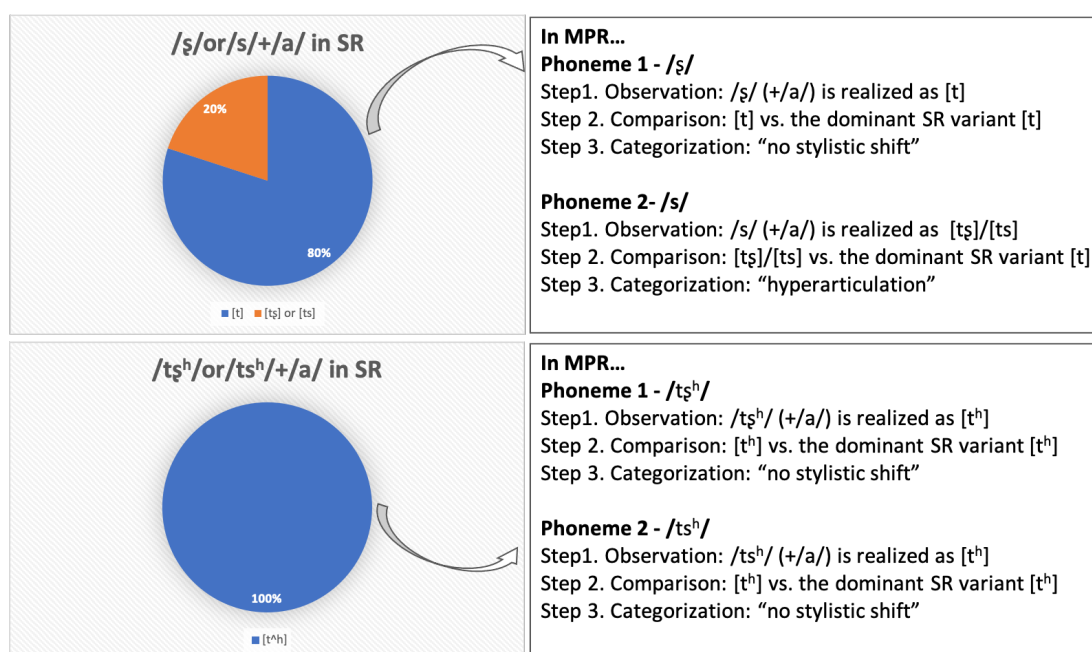 /ʂ/or/s/+/a/ in SR
20%
80%
[t] [tʂ] or [ts]
In MPR…
Phoneme 1 - /ʂ/
Step1. Observation: /ʂ/ (+/a/) is realized as [t]
Step 2. Comparison: [t] vs. the dominant SR variant [t]
Step 3. Categorization: “no stylistic shift”
Phoneme 2- /s/
Step1. Observation: /s/ (+/a/) is realized as [tʂ]/[ts]
Step 2. Comparison: [tʂ]/[ts] vs. the dominant SR variant [t]
Step 3. Categorization: “hyperarticulation”
/tʂʰ/or/tsʰ/+/a/ in SR
100%
[t^h]
In MPR…
Phoneme 1 - /tʂʰ/
Step1. Observation: /tʂʰ/ (+/a/) is realized as [tʰ]
Step 2. Comparison: [tʰ] vs. the dominant SR variant [tʰ]
Step 3. Categorization: “no stylistic shift”
Phoneme 2 - /tsʰ/
Step1. Observation: /tsʰ/ (+/a/) is realized as [tʰ]
Step 2. Comparison: [tʰ] vs. the dominant SR variant [tʰ]
Step 3. Categorization: “no stylistic shift”